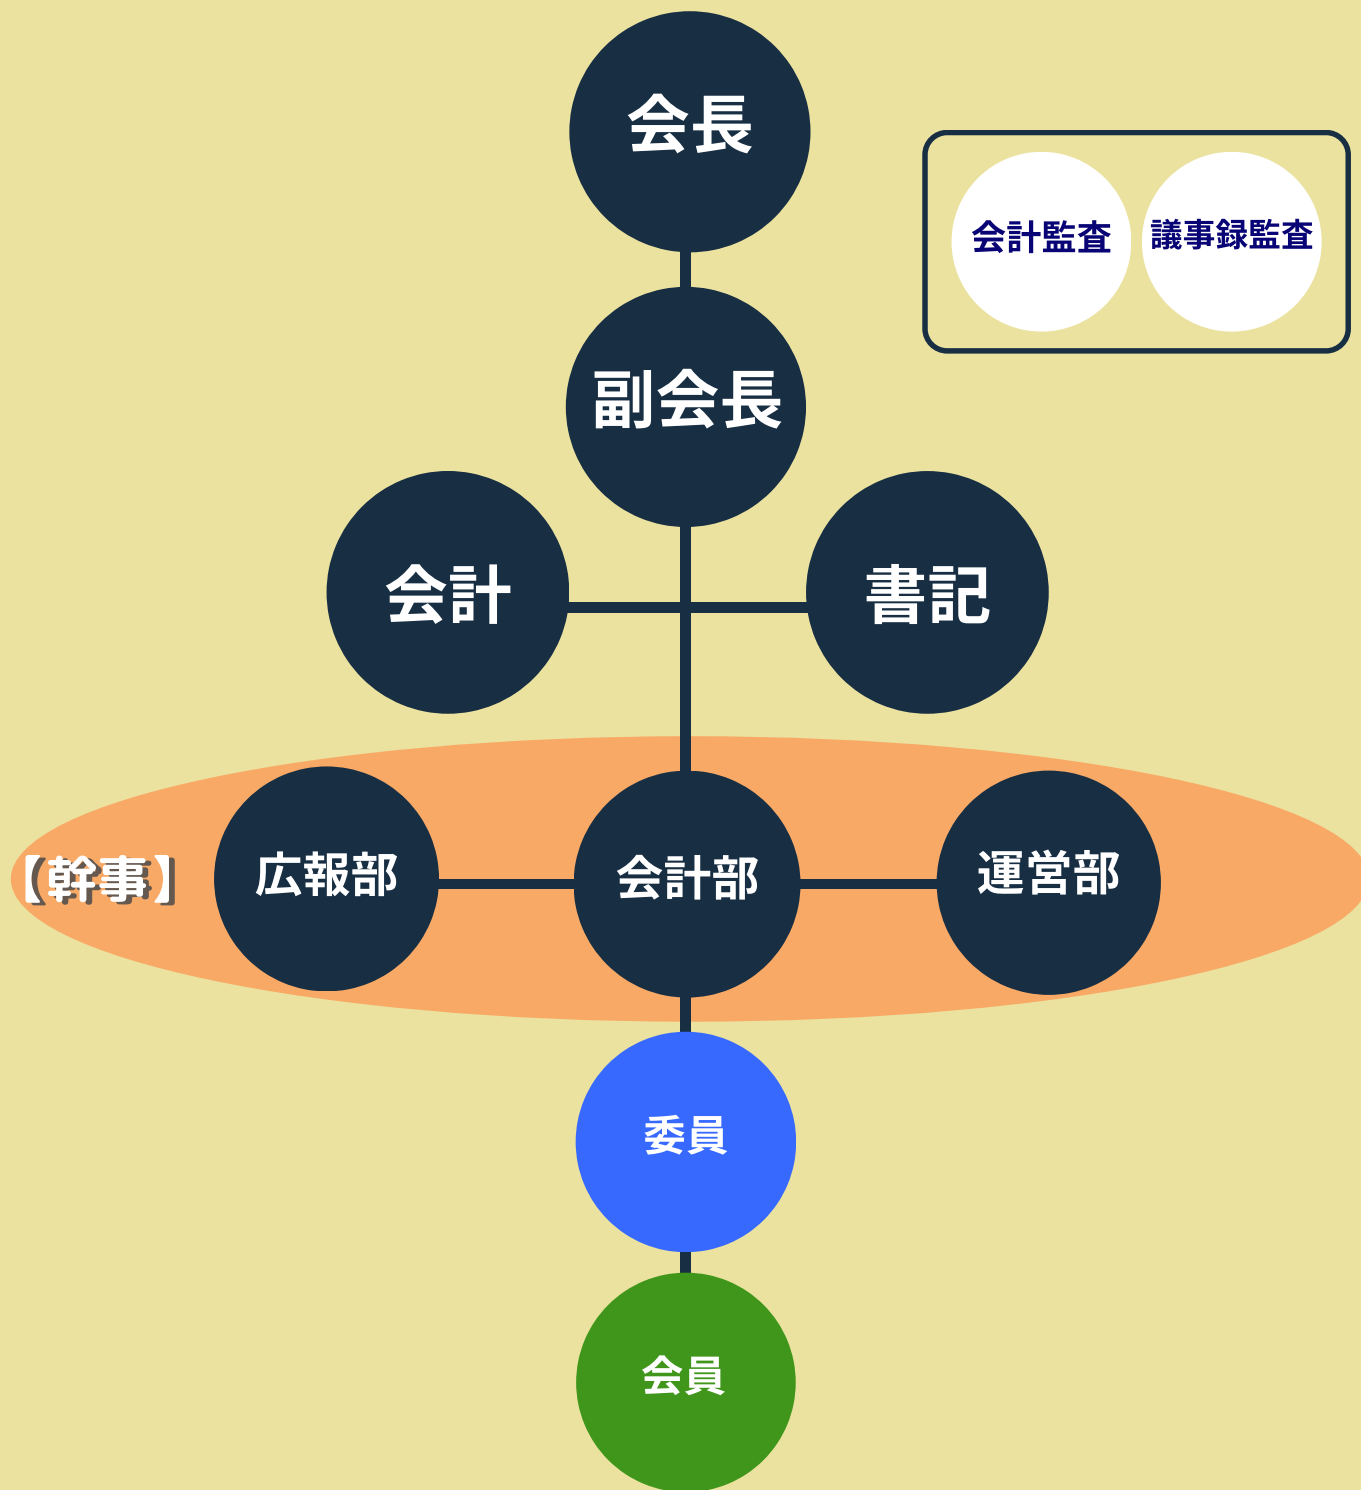 会長
会計監査
議事録監査
副会長
会計
書記
【幹事】
広報部
会計部
運営部
委員
会員